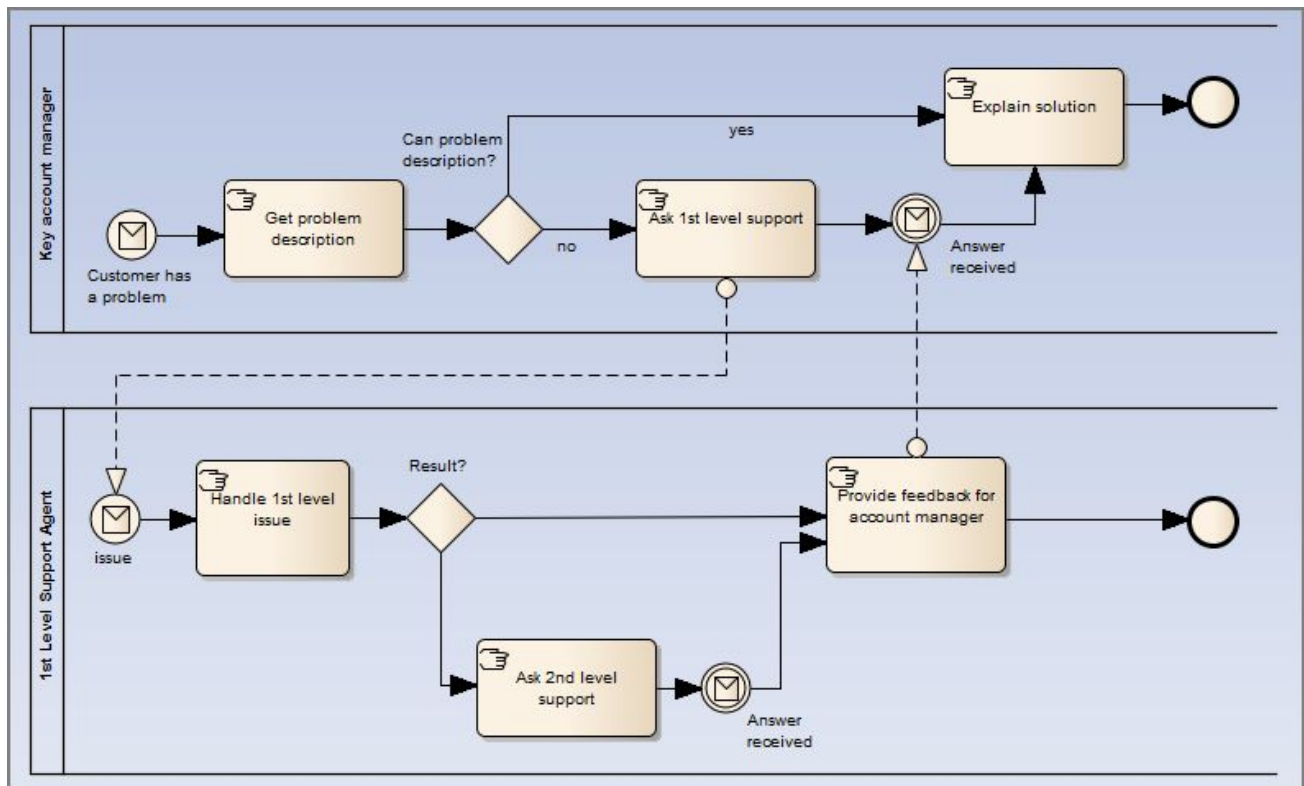 Key account manager
Customer has
a problem
Get problem
description
Can problem
description?
yes
no
Ask 1st level support
Answer
received
Explain solution
1st Level Support Agent
issue
Handle 1st level
issue
Result?
Ask 2nd level
support
Answer
received
Provide feedback for
account manager